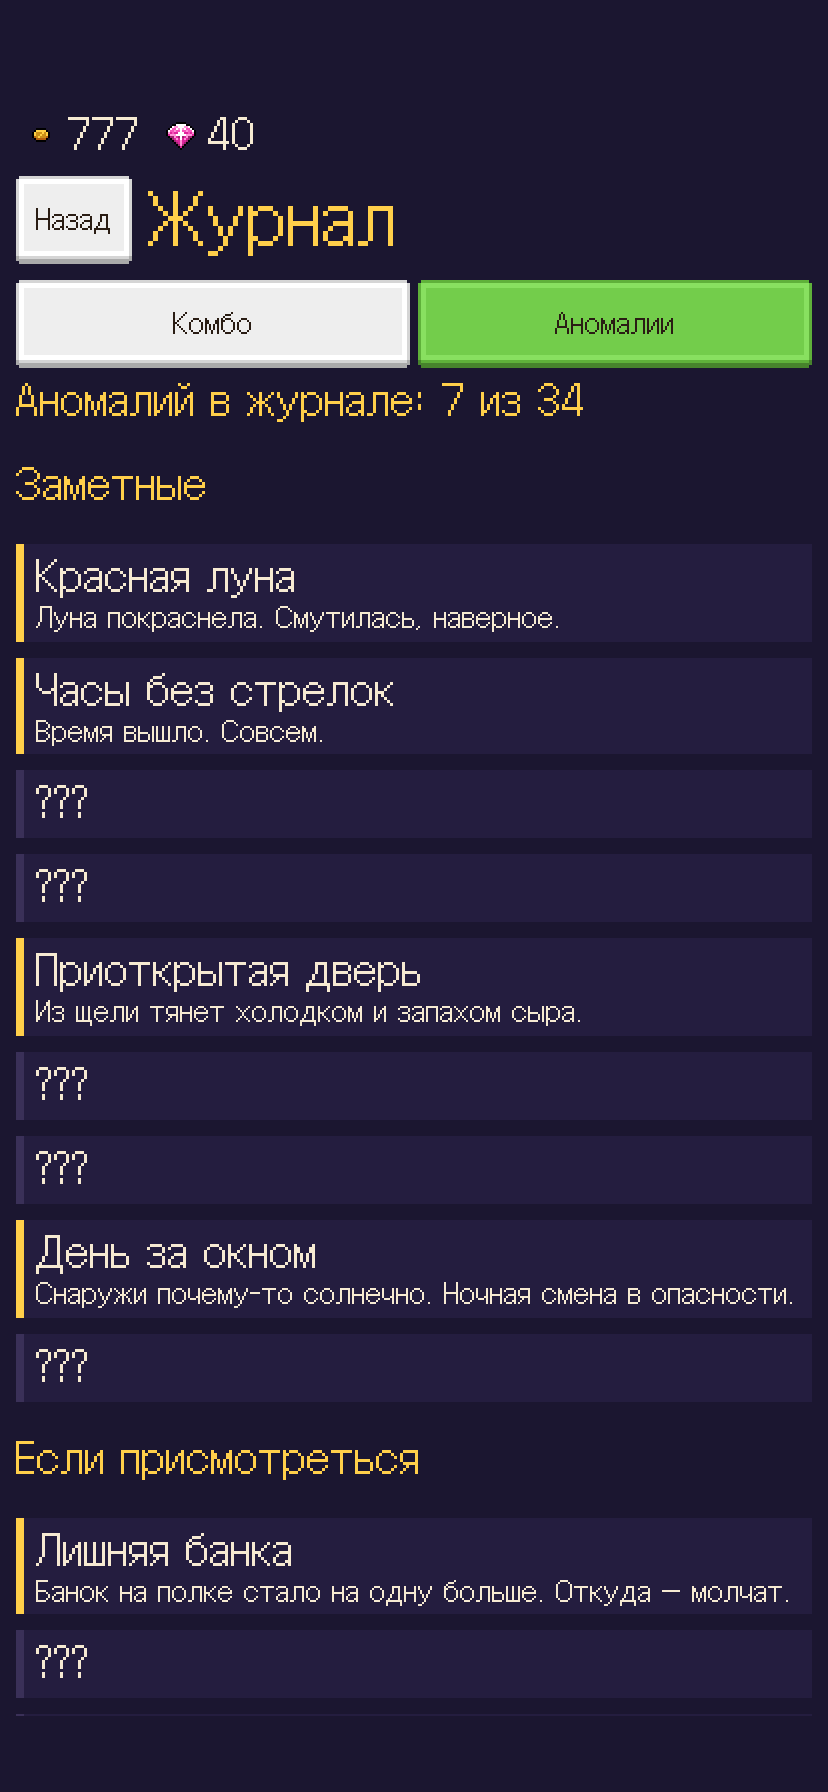 777 40
Назад Журнал
Комбо Аномалии
Аномалий в журнале: 7 из 34
Заметные
Красная луна
Луна покраснела. Смутилась, наверное.
Часы без стрелок
Время вышло. Совсем.
???
???
Приоткрытая дверь
Из щели тянет холодком и запахом сыра.
???
???
День за окном
Снаружи почему-то солнечно. Ночная смена в опасности.
???
Если присмотреться
Лишняя банка
Банок на полке стало на одну больше. Откуда — молчат.
???